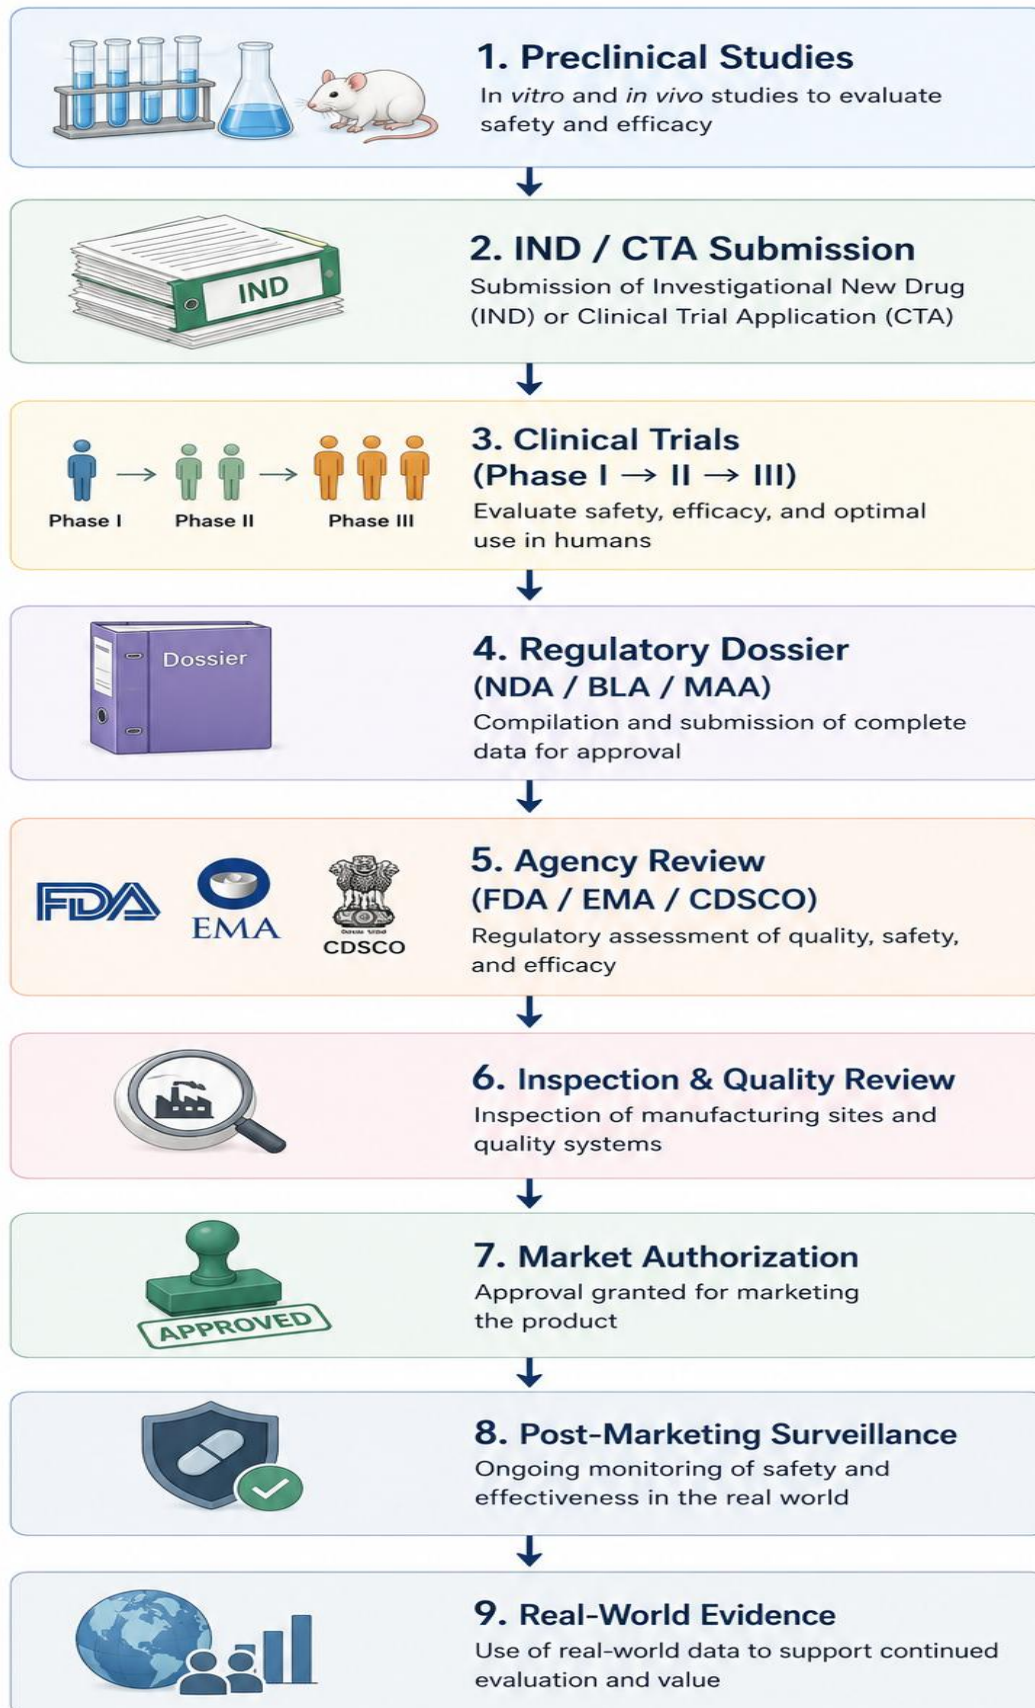 1. Preclinical Studies
In vitro and in vivo studies to evaluate
safety and efficacy
IND
2. IND / CTA Submission
Submission of Investigational New Drug
(IND) or Clinical Trial Application (CTA)
Phase I
Phase II
Phase III
3. Clinical Trials
(Phase I → II → III)
Evaluate safety, efficacy, and optimal
use in humans
Dossier
4. Regulatory Dossier
(NDA / BLA / MAA)
Compilation and submission of complete
data for approval
FDA
EMA
CDSCO
5. Agency Review
(FDA / EMA / CDSCO)
Regulatory assessment of quality, safety,
and efficacy
6. Inspection & Quality Review
Inspection of manufacturing sites and
quality systems
APPROVED
7. Market Authorization
Approval granted for marketing
the product
8. Post-Marketing Surveillance
Ongoing monitoring of safety and
effectiveness in the real world
9. Real-World Evidence
Use of real-world data to support continued
evaluation and value